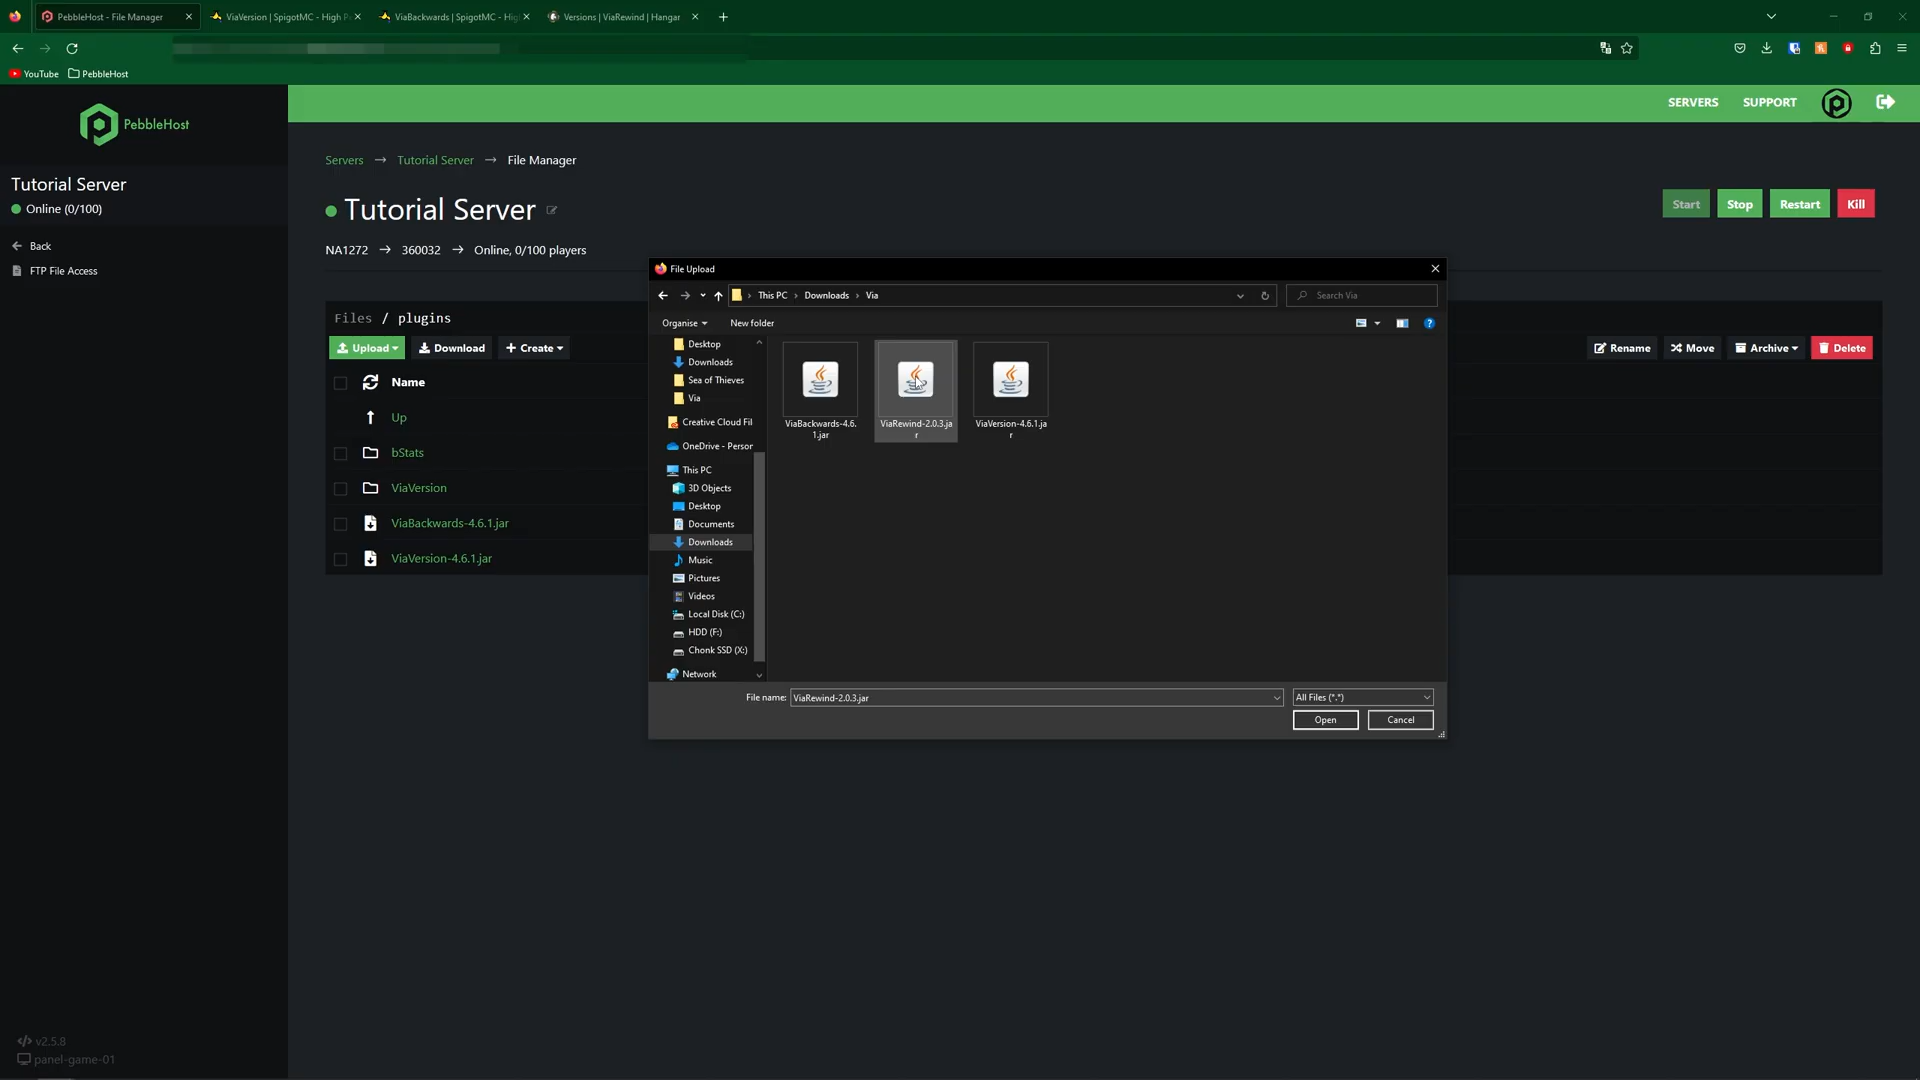 PebbleHost - File Manager
ViaVersion | SpigotMC - High P
ViaBackwards | SpigotMC - Hig
Versions | ViaRewind | Hangar
YouTube
PebbleHost
PebbleHost
SERVERS
SUPPORT
Servers → Tutorial Server → File Manager
Tutorial Server
Online (0/100)
Back
FTP File Access
Tutorial Server
Start
Stop
Restart
Kill
NA1272 → 360032 → Online, 0/100 players
Files / plugins
Upload
Download
+ Create
Rename
Move
Archive
Delete
Name
Up
bStats
ViaVersion
ViaBackwards-4.6.1.jar
ViaVersion-4.6.1.jar
File Upload
This PC › Downloads › Via
Search Via
Organise
New folder
Desktop
Downloads
Sea of Thieves
Via
Creative Cloud Fil
OneDrive - Person
This PC
3D Objects
Desktop
Documents
Downloads
Music
Pictures
Videos
Local Disk (C:)
HDD (F:)
Chonk SSD (X:)
Network
ViaBackwards-4.6.
1.jar
ViaRewind-2.0.3.ja
r
ViaVersion-4.6.1.ja
r
File name:
ViaRewind-2.0.3.jar
All Files (*.*)
Open
Cancel
</> v2.5.8
panel-game-01